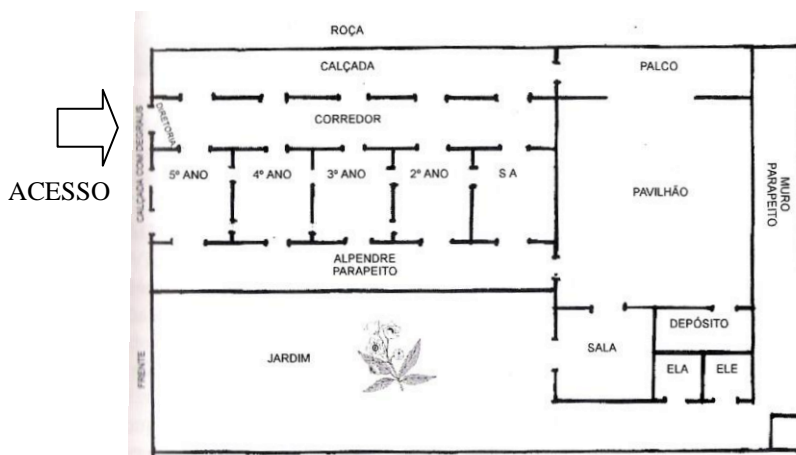 ROÇA
CALÇADA
PALCO
DIRETORIA
CORREDOR
CALÇADA COM DEGRAUS
ACESSO
5º ANO
4º ANO
3º ANO
2º ANO
S A
PAVILHÃO
MURO
PARAPEITO
ALPENDRE
PARAPEITO
DEPÓSITO
SALA
JARDIM
FRENTE
ELA
ELE